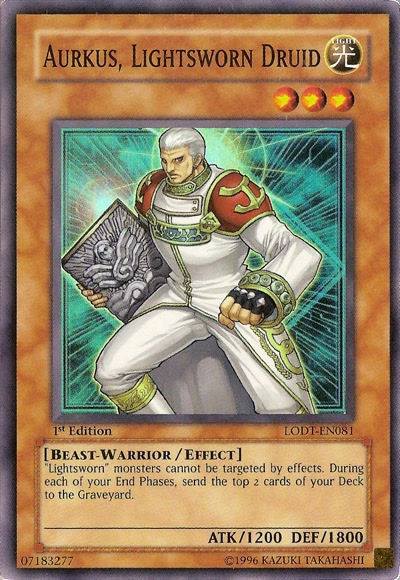 Aurkus, Lightsworn Druid
LIGHT
光
1st Edition
LODT-EN081
[Beast-Warrior / Effect]
"Lightsworn" monsters cannot be targeted by effects. During
each of your End Phases, send the top 2 cards of your Deck
to the Graveyard.
ATK/1200 DEF/1800
07183277
©1996 KAZUKI TAKAHASHI